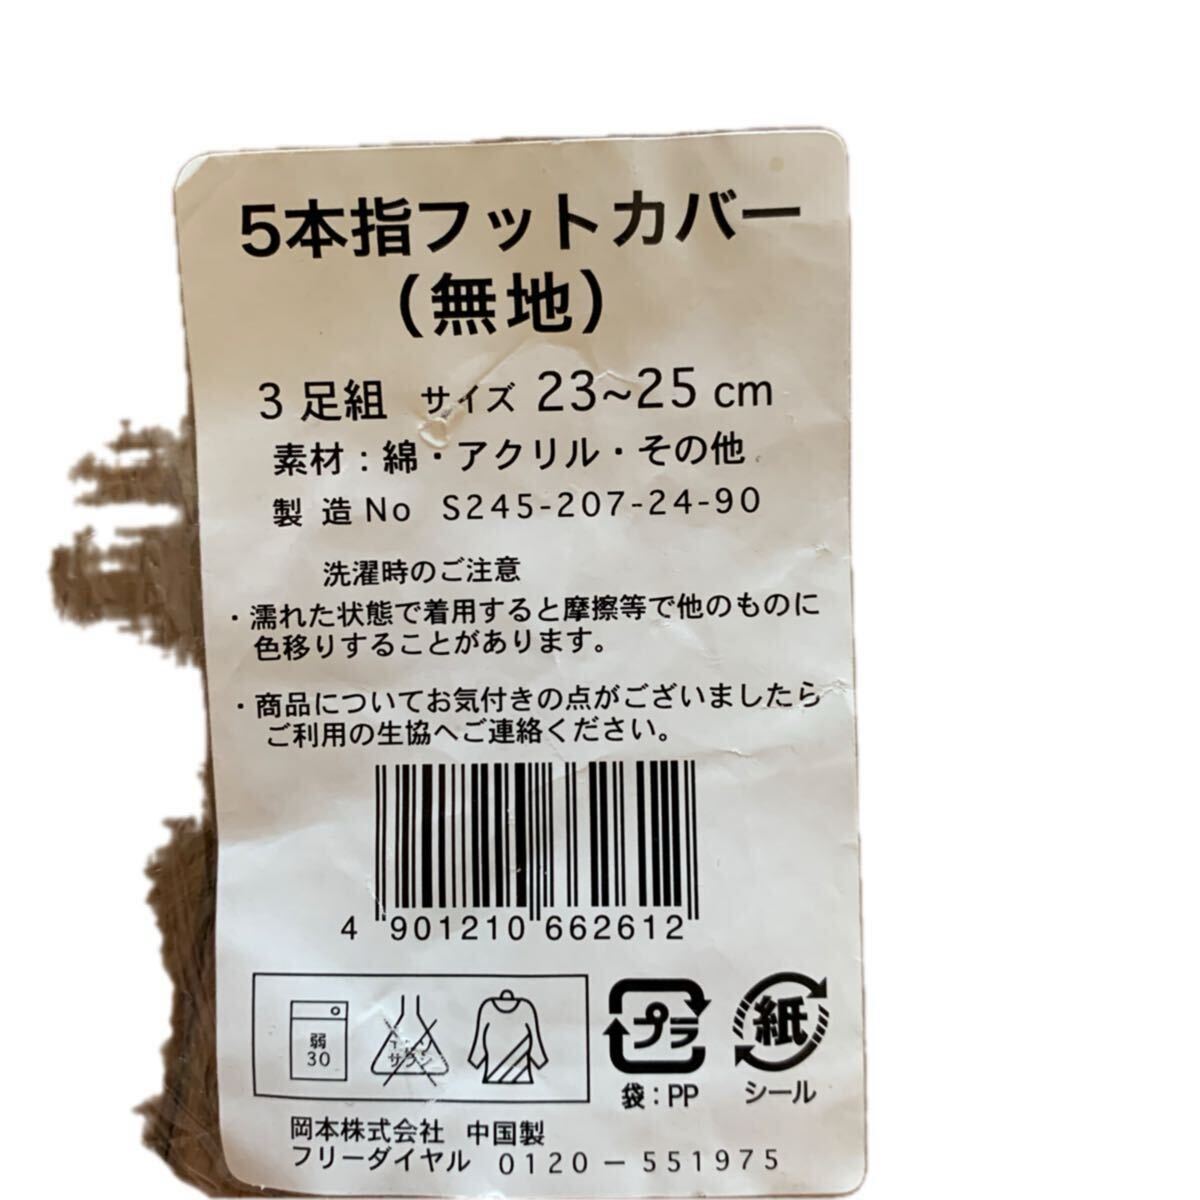 5本指フットカバー
（無地）
3 足組 サイズ 23~25 cm
素材：綿・アクリル・その他
製 造 No S245-207-24-90
洗濯時のご注意
・濡れた状態で着用すると摩擦等で他のものに
色移りすることがあります。
・商品についてお気付きの点がございましたら
ご利用の生協へご連絡ください。
4 901210 662612
弱
30
サラシ
プラ
紙
袋：PP
シール
岡本株式会社 中国製
フリーダイヤル 0120－551975